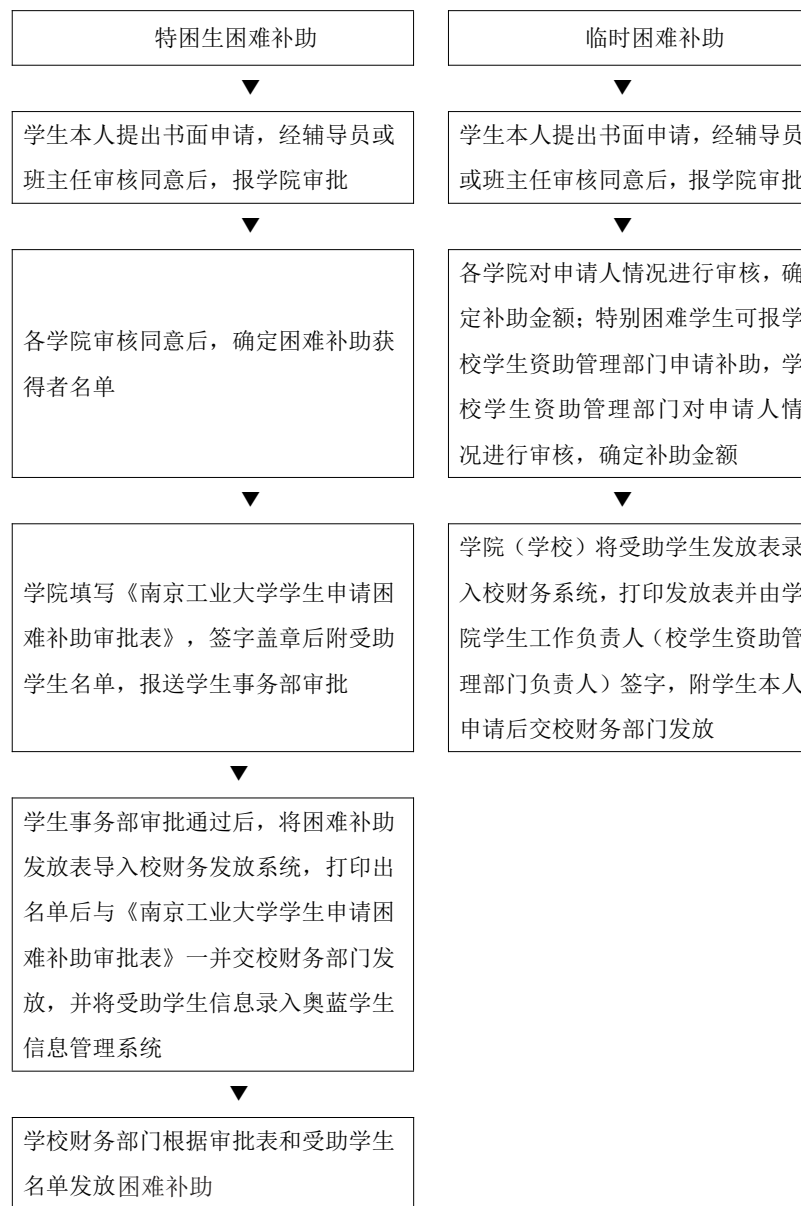 特困生困难补助
▼
学生本人提出书面申请，经辅导员或
班主任审核同意后，报学院审批
▼
各学院审核同意后，确定困难补助获
得者名单
▼
学院填写《南京工业大学学生申请困
难补助审批表》，签字盖章后附受助
学生名单，报送学生事务部审批
▼
学生事务部审批通过后，将困难补助
发放表导入校财务发放系统，打印出
名单后与《南京工业大学学生申请困
难补助审批表》一并交校财务部门发
放，并将受助学生信息录入奥蓝学生
信息管理系统
▼
学校财务部门根据审批表和受助学生
名单发放困难补助
临时困难补助
▼
学生本人提出书面申请，经辅导员
或班主任审核同意后，报学院审批
▼
各学院对申请人情况进行审核，确
定补助金额；特别困难学生可报学
校学生资助管理部门申请补助，学
校学生资助管理部门对申请人情
况进行审核，确定补助金额
▼
学院（学校）将受助学生发放表录
入校财务系统，打印发放表并由学
院学生工作负责人（校学生资助管
理部门负责人）签字，附学生本人
申请后交校财务部门发放